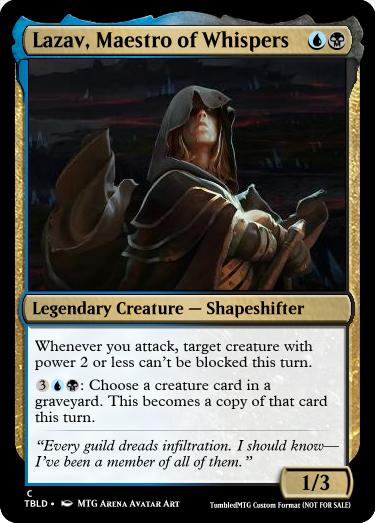 Lazav, Maestro of Whispers
Legendary Creature — Shapeshifter
Whenever you attack, target creature with
power 2 or less can't be blocked this turn.
3: Choose a creature card in a
graveyard. This becomes a copy of that card
this turn.
“Every guild dreads infiltration. I should know—
I've been a member of all of them.”
1/3
C
TBLD • MTG Arena Avatar Art
TumbledMTG Custom Format (NOT FOR SALE)